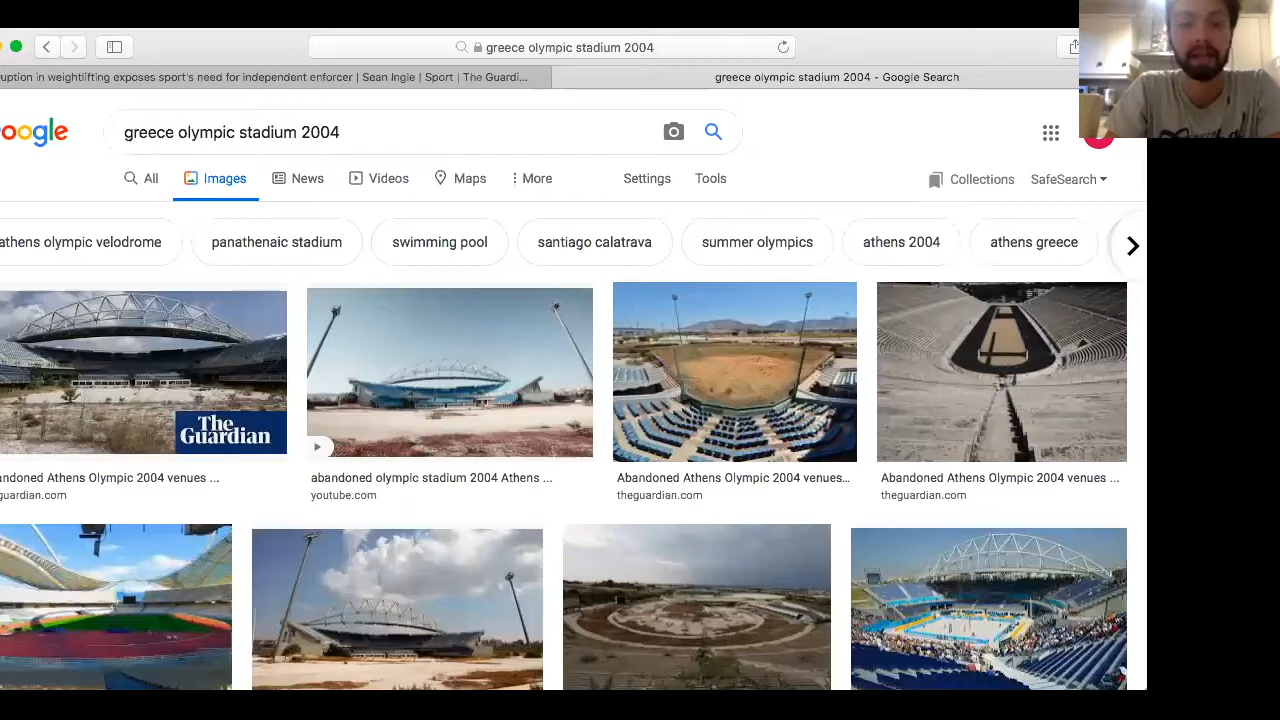 greece olympic stadium 2004
ruption in weightlifting exposes sport's need for independent enforcer | Sean Ingle | Sport | The Guardi...
greece olympic stadium 2004 - Google Search
oogle
greece olympic stadium 2004
All
Images
News
Videos
Maps
More
Settings
Tools
Collections
SafeSearch
athens olympic velodrome
panathenaic stadium
swimming pool
santiago calatrava
summer olympics
athens 2004
athens greece
The
Guardian
andoned Athens Olympic 2004 venues ...
guardian.com
abandoned olympic stadium 2004 Athens ...
youtube.com
Abandoned Athens Olympic 2004 venues...
theguardian.com
Abandoned Athens Olympic 2004 venues ...
theguardian.com